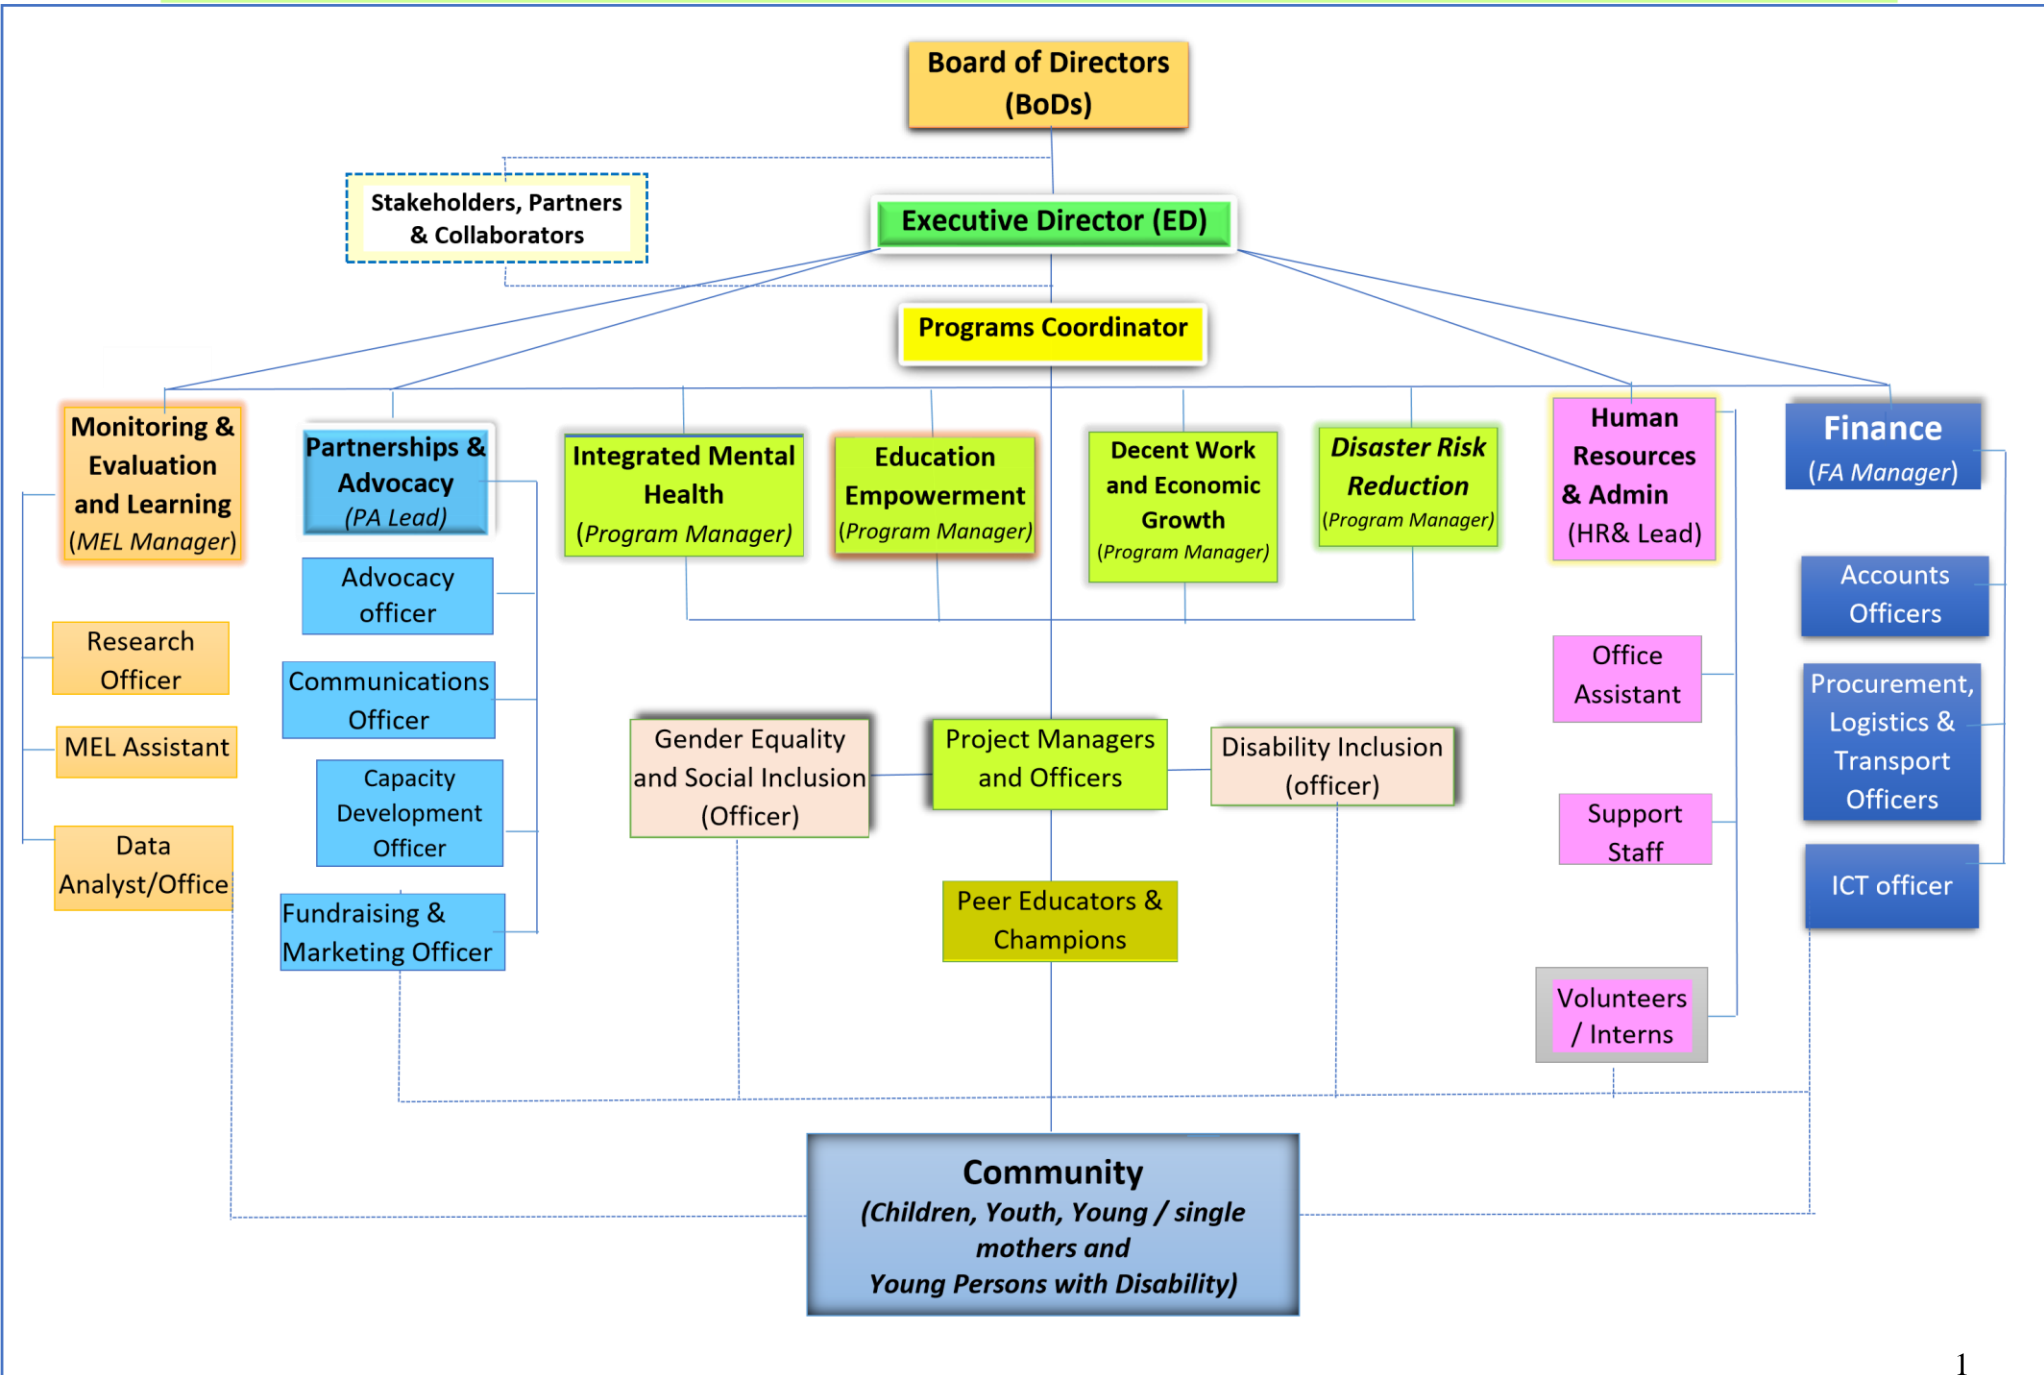 Board of Directors
(BoDs)
Stakeholders, Partners
& Collaborators
Executive Director (ED)
Programs Coordinator
Monitoring &
Evaluation
and Learning
(MEL Manager)
Research
Officer
MEL Assistant
Data
Analyst/Office
Partnerships &
Advocacy
(PA Lead)
Advocacy
officer
Communications
Officer
Capacity
Development
Officer
Fundraising &
Marketing Officer
Integrated Mental
Health
(Program Manager)
Education
Empowerment
(Program Manager)
Decent Work
and Economic
Growth
(Program Manager)
Disaster Risk
Reduction
(Program Manager)
Gender Equality
and Social Inclusion
(Officer)
Project Managers
and Officers
Disability Inclusion
(officer)
Peer Educators &
Champions
Human
Resources
& Admin
(HR& Lead)
Office
Assistant
Support
Staff
Volunteers
/ Interns
Finance
(FA Manager)
Accounts
Officers
Procurement,
Logistics &
Transport
Officers
ICT officer
Community
(Children, Youth, Young / single
mothers and
Young Persons with Disability)
1